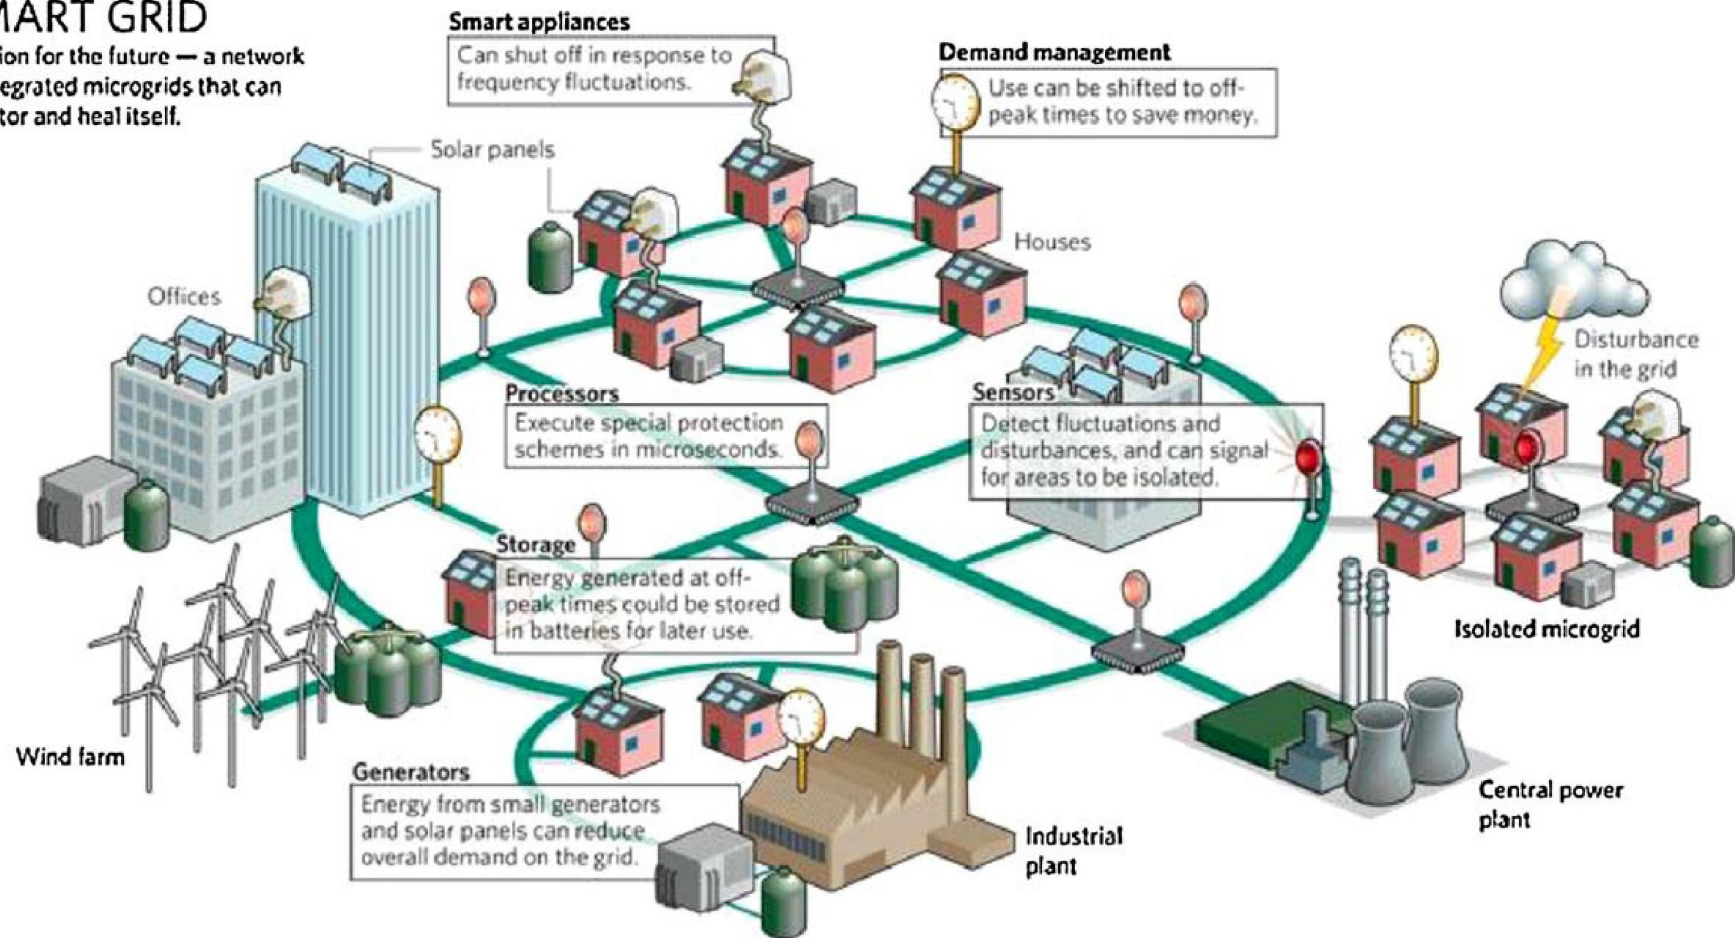 MART GRID
ion for the future — a network
egrated microgrids that can
tor and heal itself.
Smart appliances
Can shut off in response to
frequency fluctuations.
Demand management
Use can be shifted to off-
peak times to save money.
Solar panels
Houses
Offices
Disturbance
in the grid
Processors
Execute special protection
schemes in microseconds.
Sensors
Detect fluctuations and
disturbances, and can signal
for areas to be isolated.
Storage
Energy generated at off-
peak times could be stored
in batteries for later use.
Isolated microgrid
Wind farm
Generators
Energy from small generators
and solar panels can reduce
overall demand on the grid.
Industrial
plant
Central power
plant